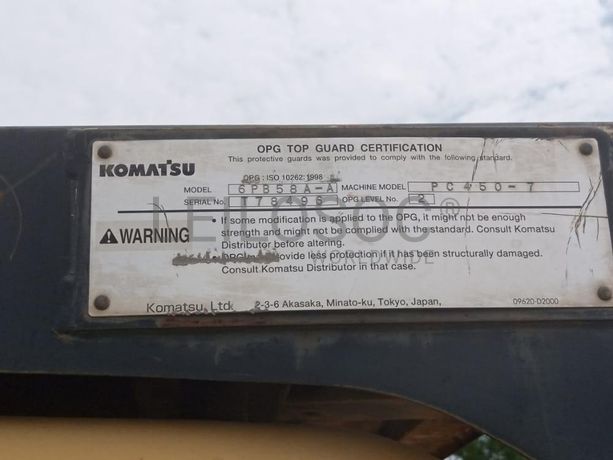 OPG TOP GUARD CERTIFICATION
This protective guards was provided to comply with the following standard.
KOMATSU
OPG : ISO 10262:1998
MODEL 6PB58A-A MACHINE MODEL PC450-7
SERIAL No. 178496 OPG LEVEL No. 2
LEILOSOC®
WORLDWIDE
WARNING
• If some modification is applied to the OPG, it might not be enough
strength and might not be complied with the standard. Consult Komatsu
Distributor before altering.
provide less protection if it has been structurally damaged.
Consult Komatsu Distributor in that case.
Komatsu, Ltd. 2-3-6 Akasaka, Minato-ku, Tokyo, Japan,
09620-D2000